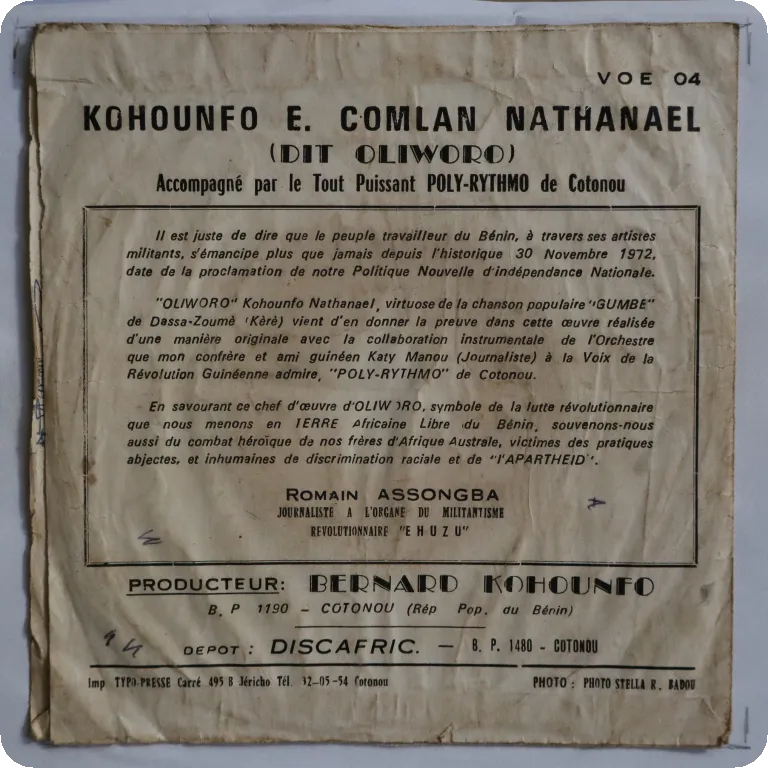 VOE 04
KOHOUNFO E. COMLAN NATHANAEL
(DIT OLIWORO)
Accompagné par le Tout Puissant POLY-RYTHMO de Cotonou
Il est juste de dire que le peuple travailleur du Bénin, à travers ses artistes
militants, s'émancipe plus que jamais depuis l'historique 30 Novembre 1972,
date de la proclamation de notre Politique Nouvelle d'indépendance Nationale.
"OLIWORO" Kohounfo Nathanael, virtuose de la chanson populaire "GUMBE"
de Dassa-Zoumè (Kèrè) vient d'en donner la preuve dans cette œuvre réalisée
d'une manière originale avec la collaboration instrumentale de l'Orchestre
que mon confrère et ami guinéen Katy Manou (Journaliste) à la Voix de la
Révolution Guinéenne admire, "POLY-RYTHMO" de Cotonou.
En savourant ce chef d'œuvre d'OLIWORO, symbole de la lutte révolutionnaire
que nous menons en TERRE Africaine Libre du Bénin, souvenons-nous
aussi du combat héroïque de nos frères d'Afrique Australe, victimes des pratiques
abjectes, et inhumaines de discrimination raciale et de "l'APARTHEID".
ROMAIN ASSONGBA
JOURNALISTE A L'ORGANE DU MILITANTISME
REVOLUTIONNAIRE "EHUZU"
PRODUCTEUR: BERNARD KOHOUNFO
B. P 1190 - COTONOU (Rép Pop. du Bénin)
DEPOT : DISCAFRIC. - B. P. 1480 - COTONOU
Imp TYPO-PRESSE Carré 495 B Jéricho Tél. 32-05-54 Cotonou
PHOTO : PHOTO STELLA R. BADOU